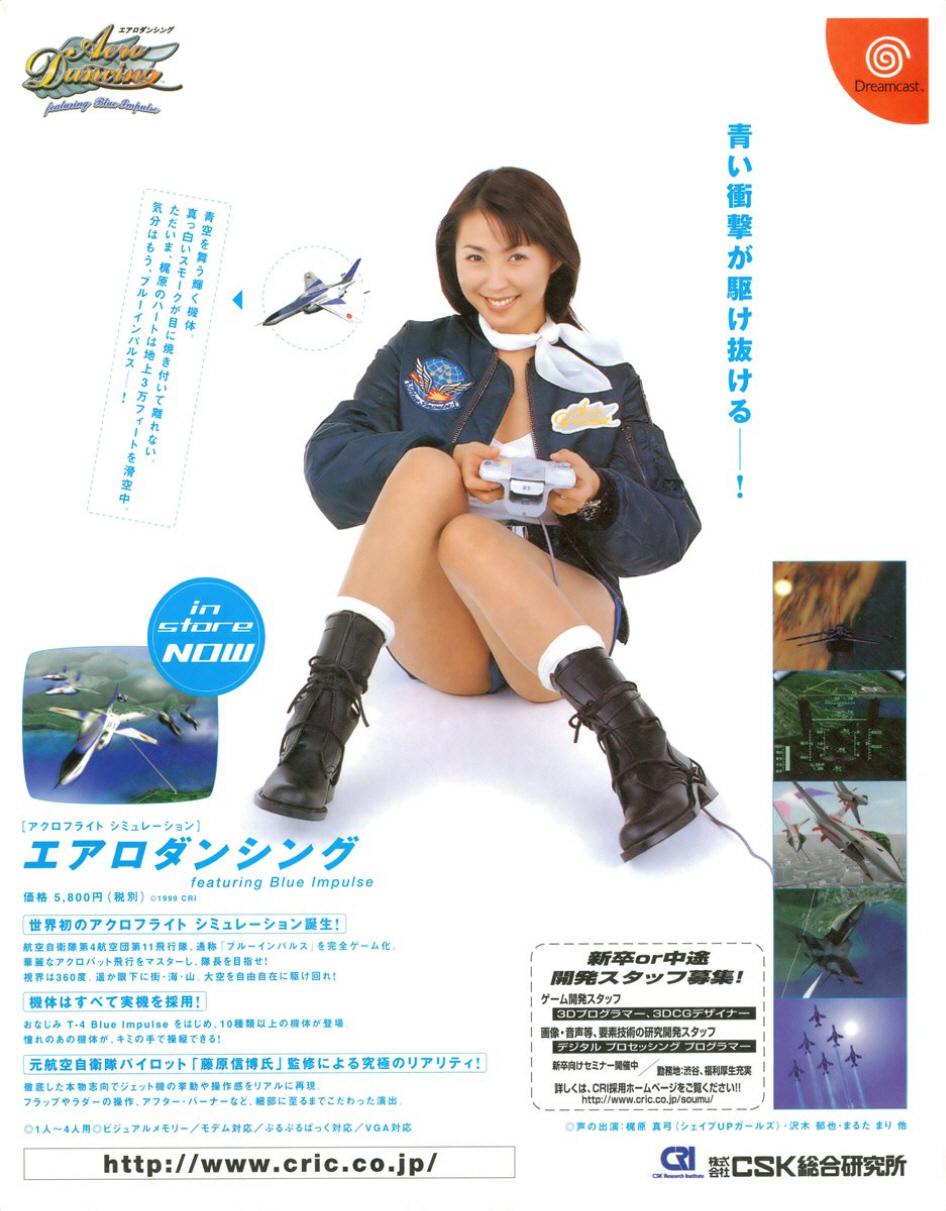 エアロダンシング
Aero
Dancing
featuring Blue Impulse
Dreamcast
青い衝撃が駆け抜ける──！
青空を舞う輝く機体。
真っ白いスモークが目に焼き付いて離れない。
ただいま、梶原のハートは地上3万フィートを滑空中。
気分はもう、ブルーインパルス──！
Aero
Dancing
in
store
NOW
［アクロフライト シミュレーション］
エアロダンシング
featuring Blue Impulse
価格 5,800円（税別） ©1999 CRI
世界初のアクロフライト シミュレーション誕生！
航空自衛隊第4航空団第11飛行隊、通称「ブルーインパルス」を完全ゲーム化。
華麗なアクロバット飛行をマスターし、隊長を目指せ！
視界は360度。遥か眼下に街・海・山。大空を自由自在に駆け回れ！
機体はすべて実機を採用！
おなじみ T-4 Blue Impulse をはじめ、10種類以上の機体が登場。
憧れのあの機体が、キミの手で操縦できる！
元航空自衛隊パイロット「藤原信博氏」監修による究極のリアリティ！
徹底した本物志向でジェット機の挙動や操作感をリアルに再現。
フラップやラダーの操作、アフター・バーナーなど、細部に至るまでこだわった演出。
◎1人〜4人用◎ビジュアルメモリー／モデム対応／ぷるぷるぱっく対応／VGA対応
http://www.cric.co.jp/
新卒or中途
開発スタッフ募集！
ゲーム開発スタッフ
3Dプログラマー、3DCGデザイナー
画像・音声等、要素技術の研究開発スタッフ
デジタル プロセッシング プログラマー
新卒向けセミナー開催中／勤務地：渋谷、福利厚生充実
詳しくは、CRI採用ホームページをご覧ください!!
http://www.cric.co.jp/soumu/
◎声の出演：梶原 真弓（シェイプUPガールズ）・沢木 郁也・まるた まり 他
CRI
CSK Research Institute
株式会社CSK総合研究所